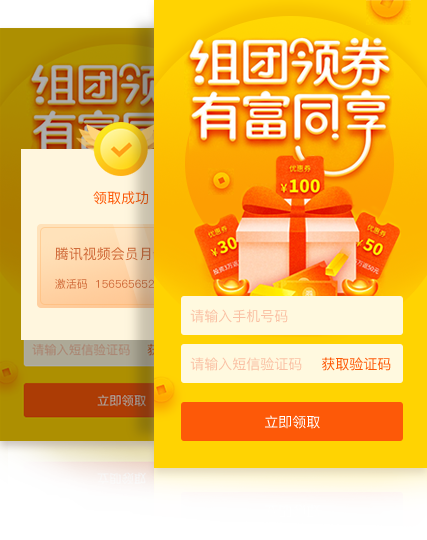 组团领
有富同
领取成功
腾讯视频会员月
激活码 156565652
请输入短信验证码
立即领取
组团领券
有富同享
优惠券
¥100
优惠券
¥30
优惠券
¥50
请输入手机号码
请输入短信验证码 获取验证码
立即领取